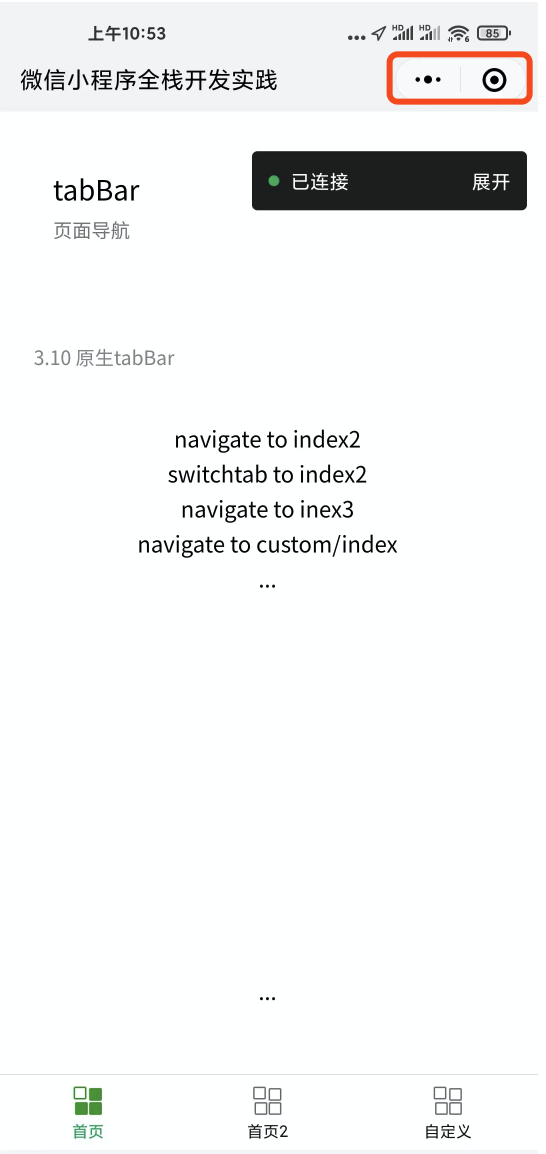 上午10:53
HD HD 6 85
微信小程序全栈开发实践
已连接 展开
tabBar
页面导航
3.10 原生tabBar
navigate to index2
switchtab to index2
navigate to inex3
navigate to custom/index
...
...
首页 首页2 自定义